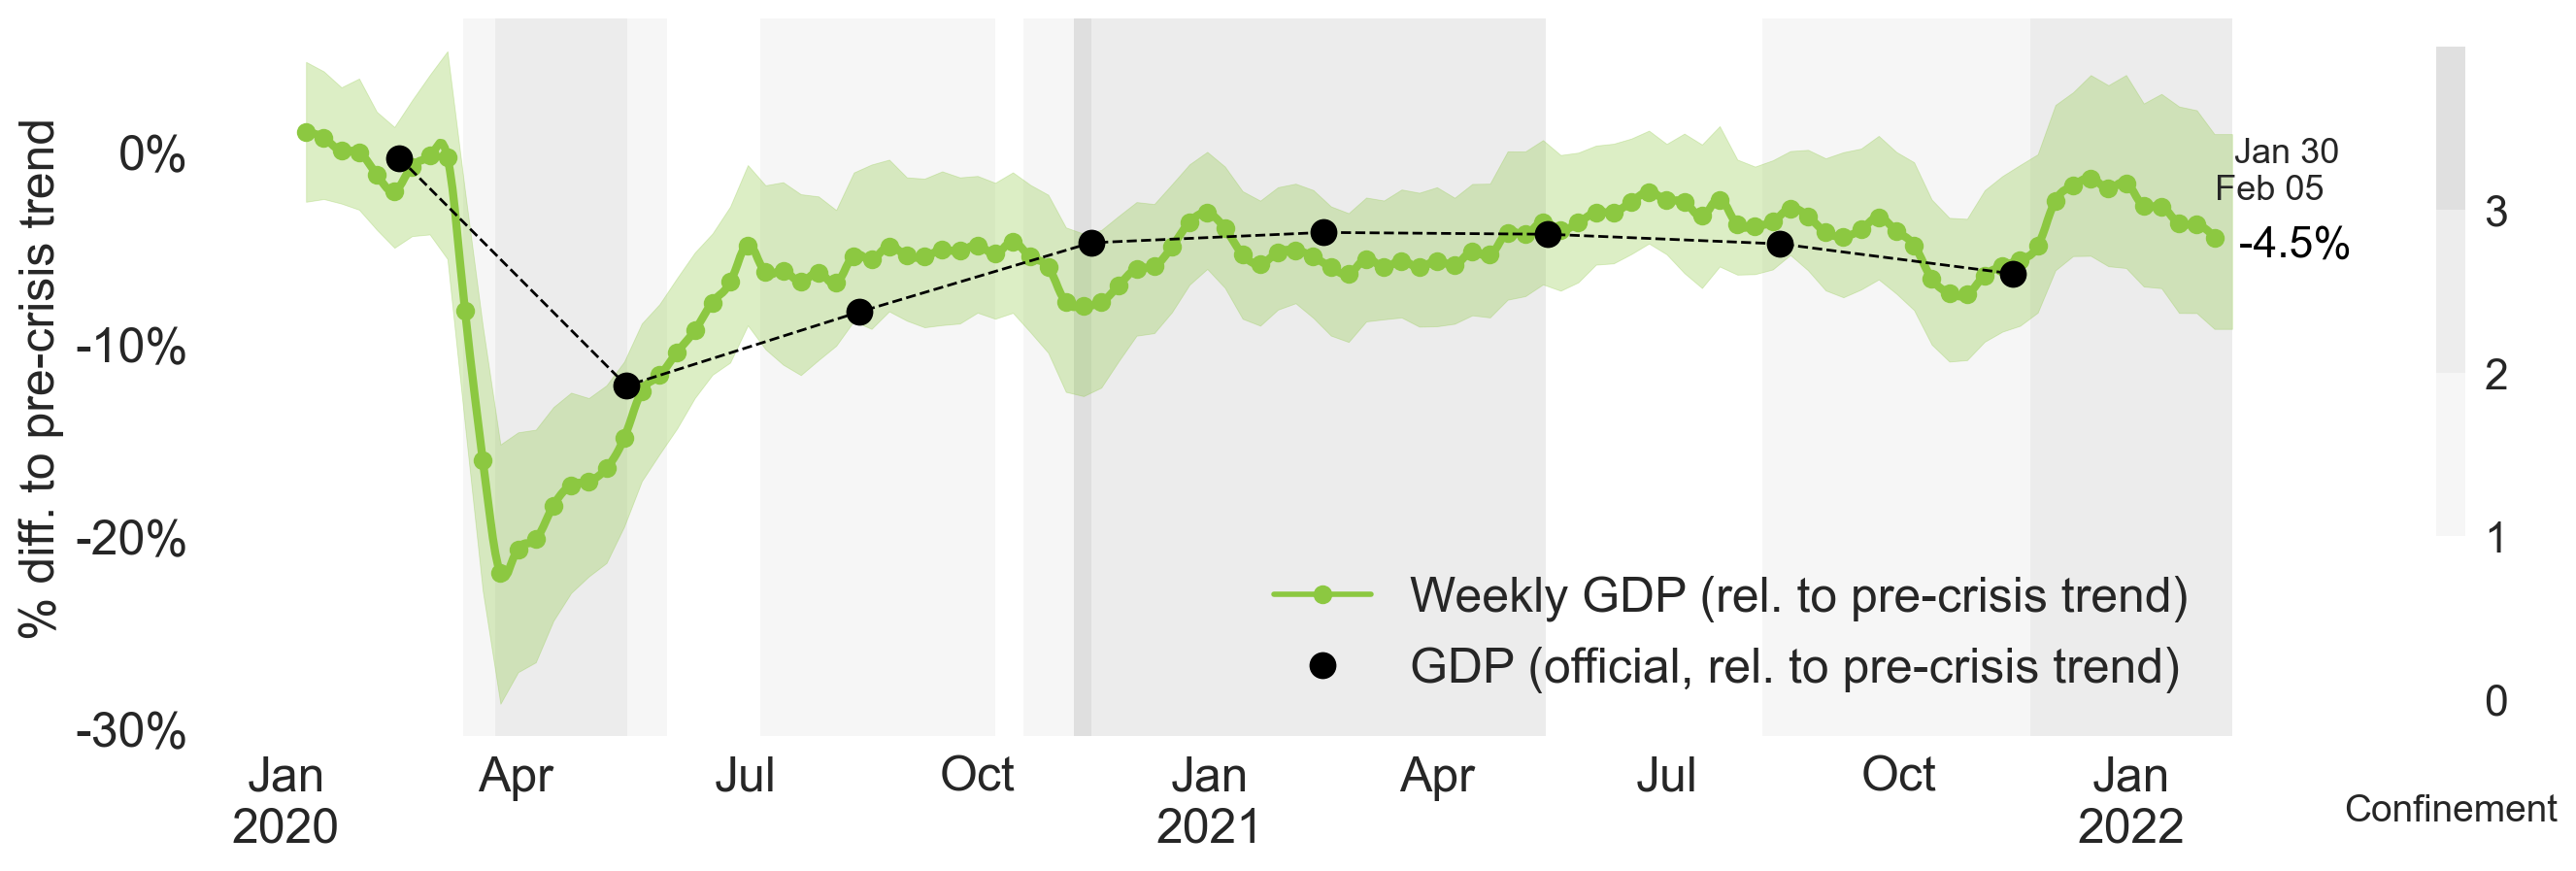 % diff. to pre-crisis trend
0%
-10%
-20%
-30%
Jan
2020
Apr
Jul
Oct
Jan
2021
Apr
Jul
Oct
Jan
2022
Jan 30
Feb 05
-4.5%
Weekly GDP (rel. to pre-crisis trend)
GDP (official, rel. to pre-crisis trend)
3
2
1
0
Confinement